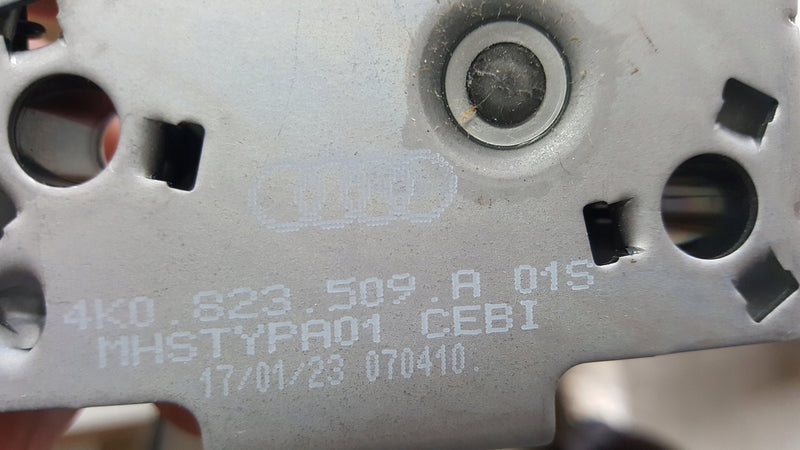 4K0.823.509.A 01S
MHSTYPA01 CEBI
17/01/23 070410.